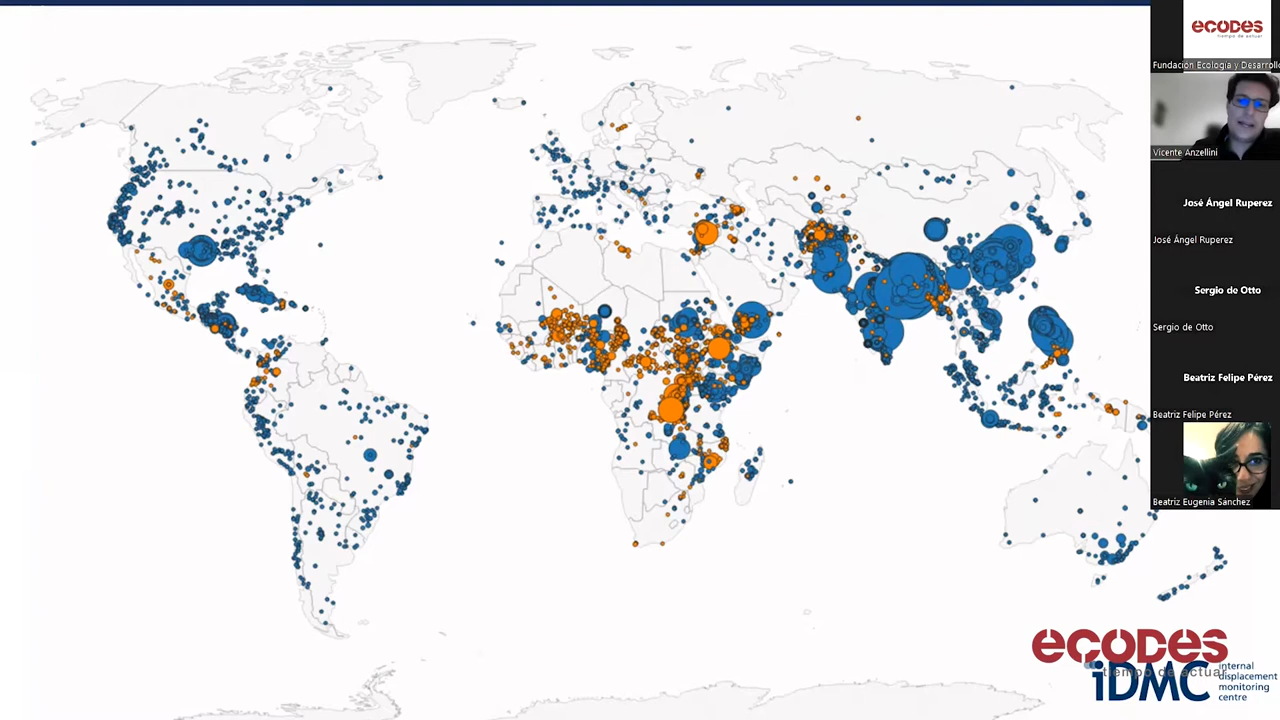 ecodes
tiempo de actuar
Fundación Ecología y Desarrollo
Vicente Anzellini
José Ángel Ruperez
José Ángel Ruperez
Sergio de Otto
Sergio de Otto
Beatriz Felipe Pérez
Beatriz Felipe Pérez
Beatriz Eugenia Sánchez
ecodes
tiempo de actuar
iDMC
internal
displacement
monitoring
centre